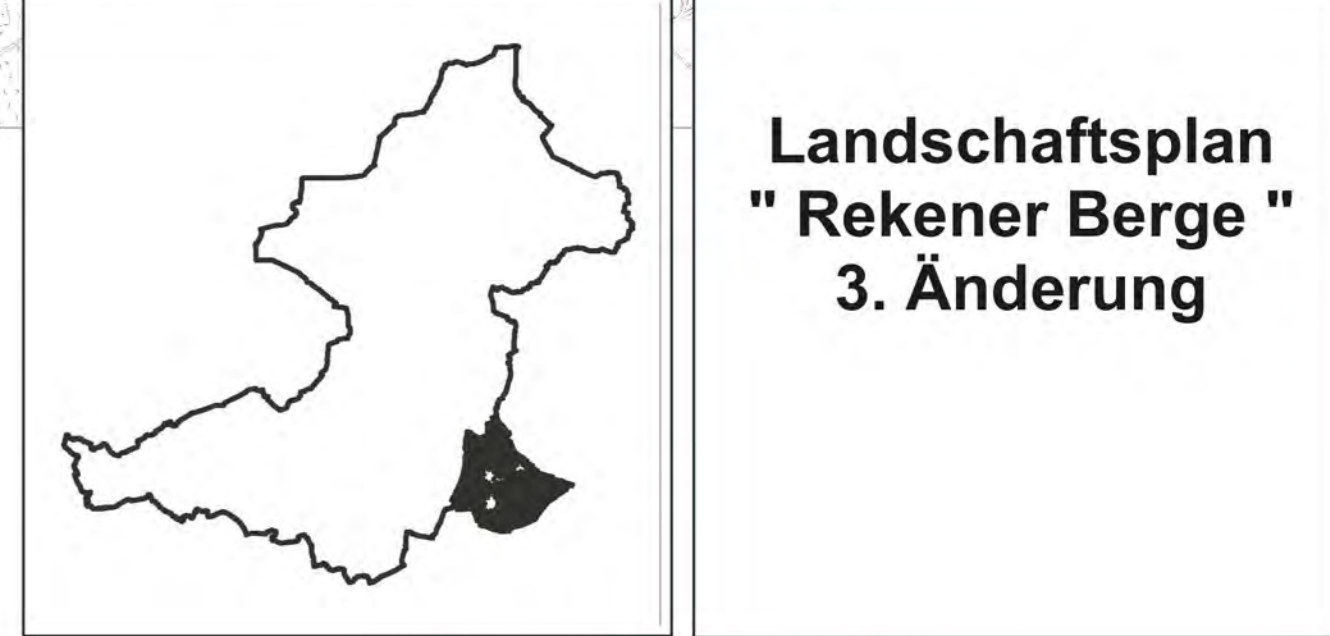 Landschaftsplan
" Rekener Berge "
3. Änderung